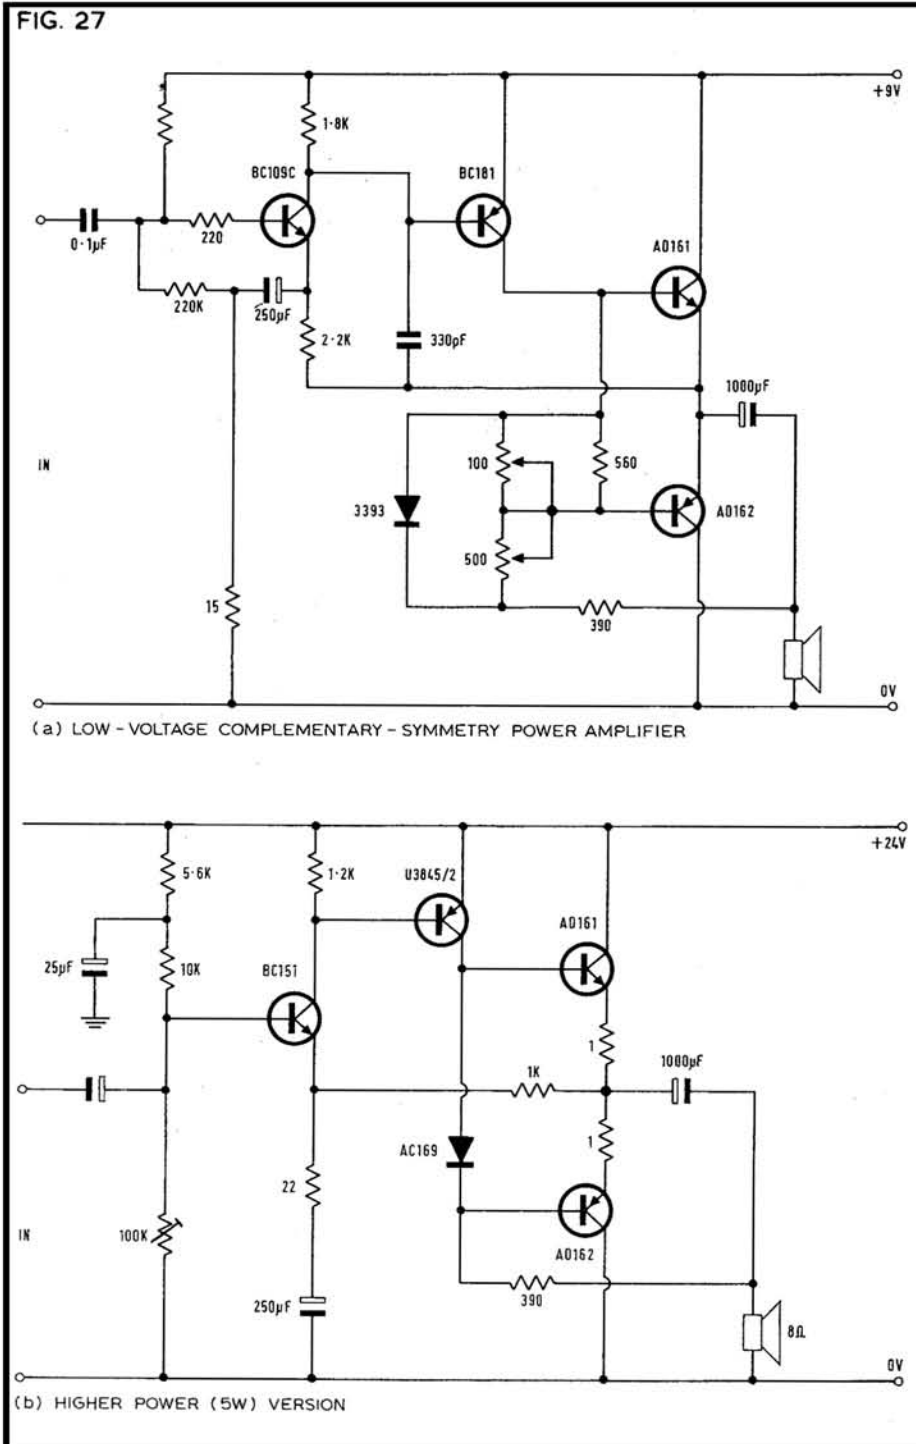 FIG. 27
+9V
1·8K
BC109C
BC181
AD161
0·1µF
220
220K
250µF
2·2K
330pF
1000µF
IN
100
560
3393
AD162
500
15
390
0V
(a) LOW-VOLTAGE COMPLEMENTARY-SYMMETRY POWER AMPLIFIER
+24V
5·6K
1·2K
U3845/2
AD161
25µF
10K
BC151
1
1K
1000µF
AC169
1
22
IN
100K
AD162
390
250µF
8Ω
0V
(b) HIGHER POWER (5W) VERSION